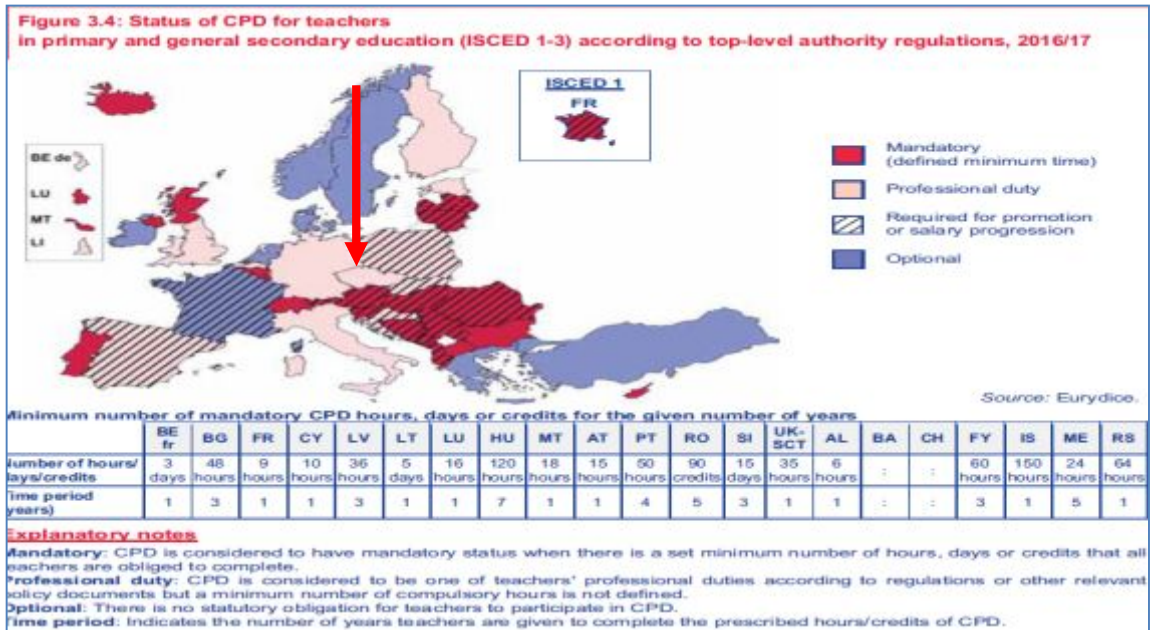 Figure 3.4: Status of CPD for teachers
in primary and general secondary education (ISCED 1-3) according to top-level authority regulations, 2016/17
ISCED 1
FR
BE de
LU
MT
LI
Mandatory
(defined minimum time)
Professional duty
Required for promotion
or salary progression
Optional
Source: Eurydice.
Minimum number of mandatory CPD hours, days or credits for the given number of years
BE fr BG FR CY LV LT LU HU MT AT PT RO SI UK-SCT AL BA CH FY IS ME RS
Number of hours/ 3 48 9 10 36 5 16 120 18 15 50 90 15 35 6 : : 60 150 24 64
days/credits days hours hours hours hours days hours hours hours hours hours credits days hours hours hours hours hours hours
Time period 1 3 1 1 3 1 1 7 1 1 4 5 3 1 1 : : 3 1 5 1
years)
Explanatory notes
Mandatory: CPD is considered to have mandatory status when there is a set minimum number of hours, days or credits that all
teachers are obliged to complete.
Professional duty: CPD is considered to be one of teachers' professional duties according to regulations or other relevant
policy documents but a minimum number of compulsory hours is not defined.
Optional: There is no statutory obligation for teachers to participate in CPD.
Time period: Indicates the number of years teachers are given to complete the prescribed hours/credits of CPD.